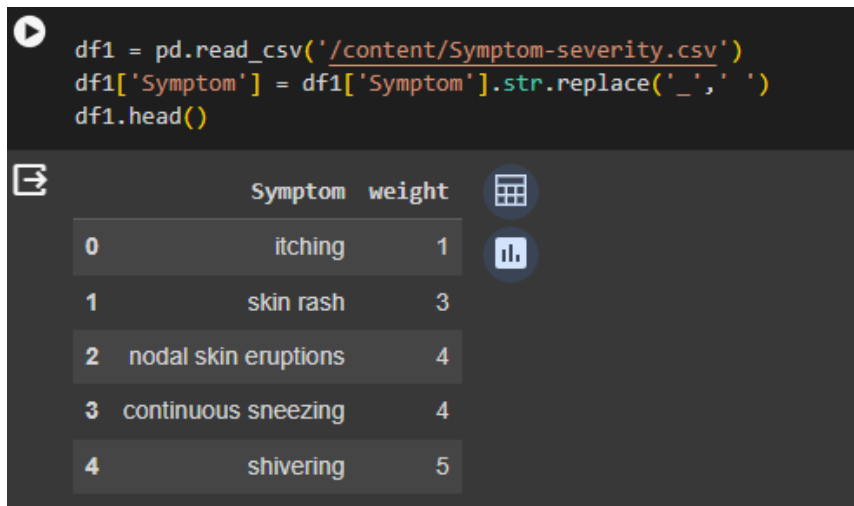 df1 = pd.read_csv('/content/Symptom-severity.csv')
df1['Symptom'] = df1['Symptom'].str.replace('_',' ')
df1.head()
Symptom weight
0 itching 1
1 skin rash 3
2 nodal skin eruptions 4
3 continuous sneezing 4
4 shivering 5